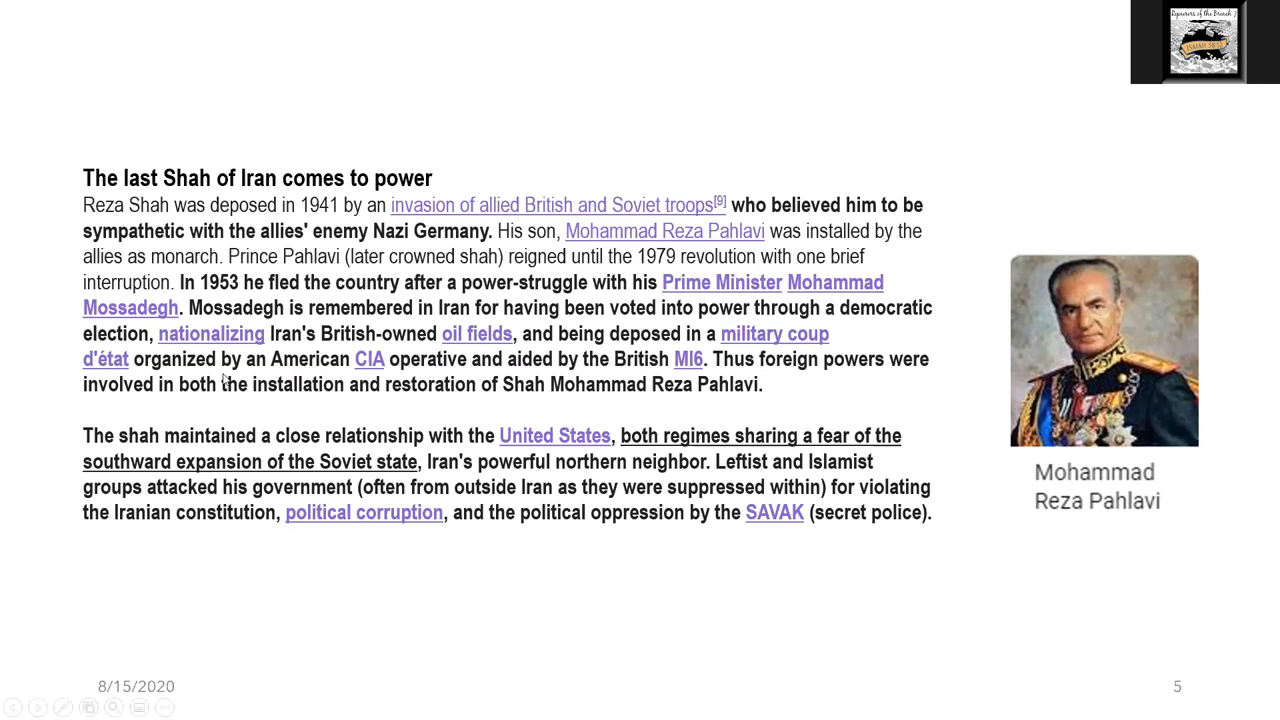 Repairers of the Breach 7
ISAIAH 58:12
The last Shah of Iran comes to power
Reza Shah was deposed in 1941 by an invasion of allied British and Soviet troops[9] who believed him to be
sympathetic with the allies' enemy Nazi Germany. His son, Mohammad Reza Pahlavi was installed by the
allies as monarch. Prince Pahlavi (later crowned shah) reigned until the 1979 revolution with one brief
interruption. In 1953 he fled the country after a power-struggle with his Prime Minister Mohammad
Mossadegh. Mossadegh is remembered in Iran for having been voted into power through a democratic
election, nationalizing Iran's British-owned oil fields, and being deposed in a military coup
d'état organized by an American CIA operative and aided by the British MI6. Thus foreign powers were
involved in both the installation and restoration of Shah Mohammad Reza Pahlavi.
The shah maintained a close relationship with the United States, both regimes sharing a fear of the
southward expansion of the Soviet state, Iran's powerful northern neighbor. Leftist and Islamist
groups attacked his government (often from outside Iran as they were suppressed within) for violating
the Iranian constitution, political corruption, and the political oppression by the SAVAK (secret police).
Mohammad
Reza Pahlavi
8/15/2020
5